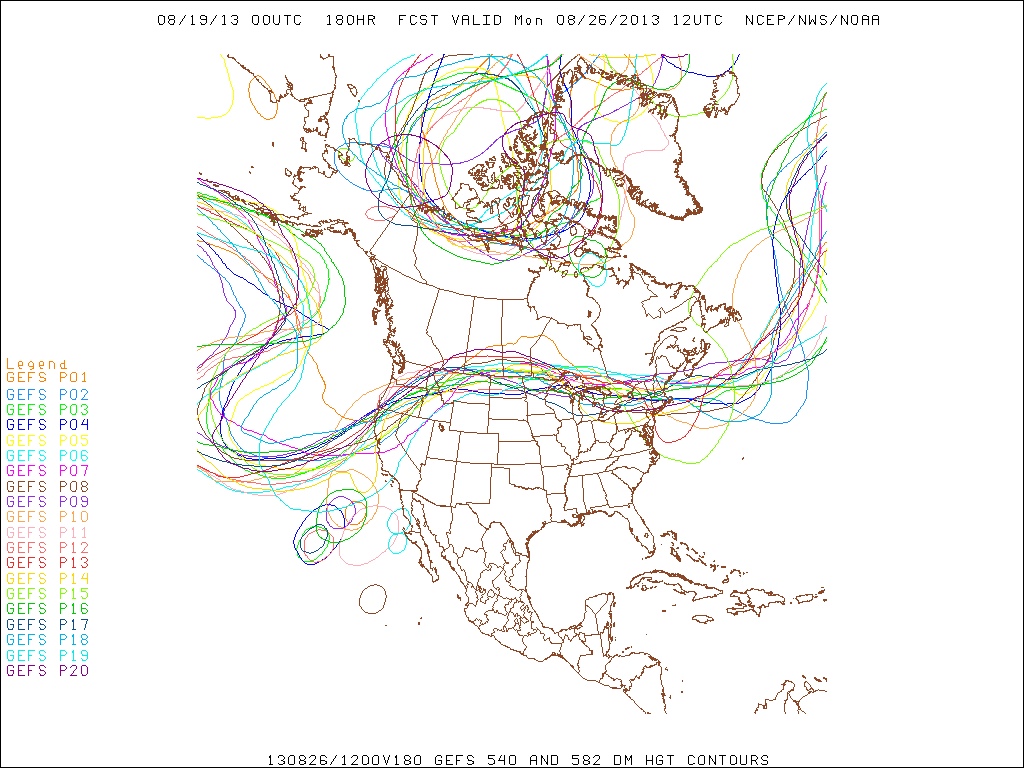 08/19/13 00UTC 180HR FCST VALID Mon 08/26/2013 12UTC NCEP/NWS/NOAA
Legend
GEFS P01
GEFS P02
GEFS P03
GEFS P04
GEFS P05
GEFS P06
GEFS P07
GEFS P08
GEFS P09
GEFS P10
GEFS P11
GEFS P12
GEFS P13
GEFS P14
GEFS P15
GEFS P16
GEFS P17
GEFS P18
GEFS P19
GEFS P20
130826/1200V180 GEFS 540 AND 582 DM HGT CONTOURS